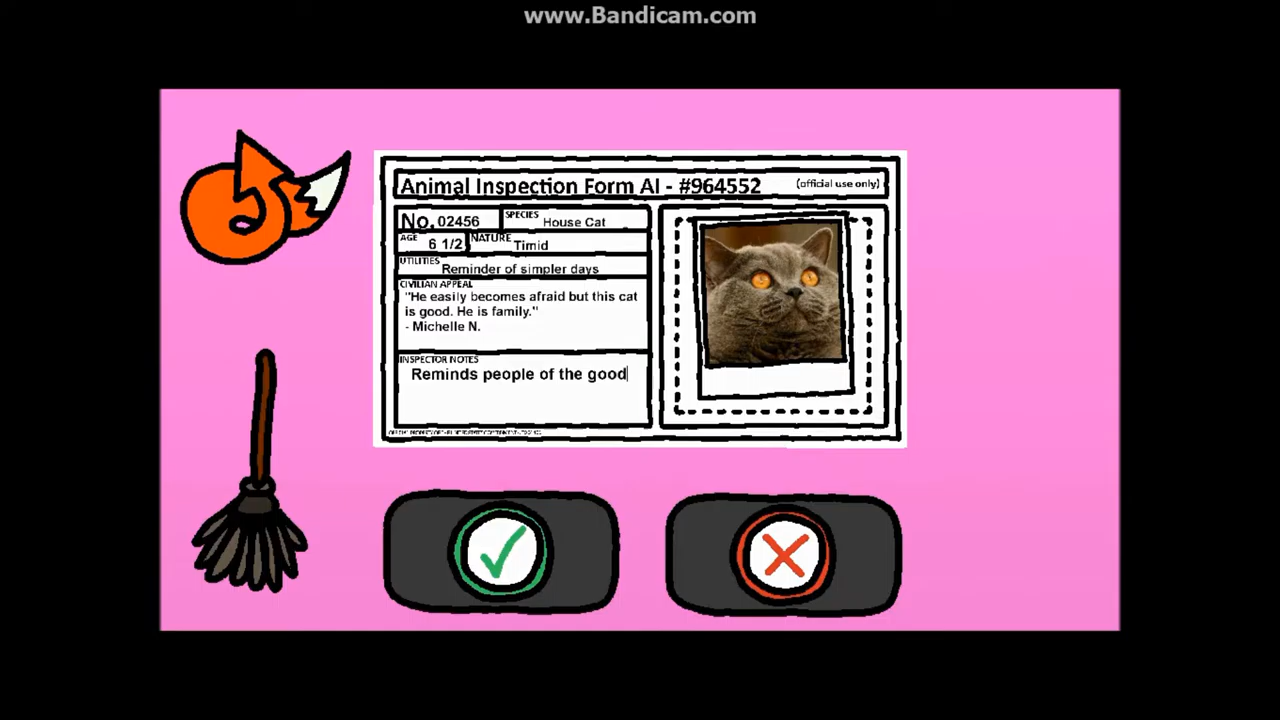 www.Bandicam.com
Animal Inspection Form AI - #964552 (official use only)
No. 02456 SPECIES House Cat
AGE 6 1/2 NATURE Timid
UTILITIES Reminder of simpler days
CIVILIAN APPEAL
"He easily becomes afraid but this cat
is good. He is family."
- Michelle N.
INSPECTOR NOTES
Reminds people of the good